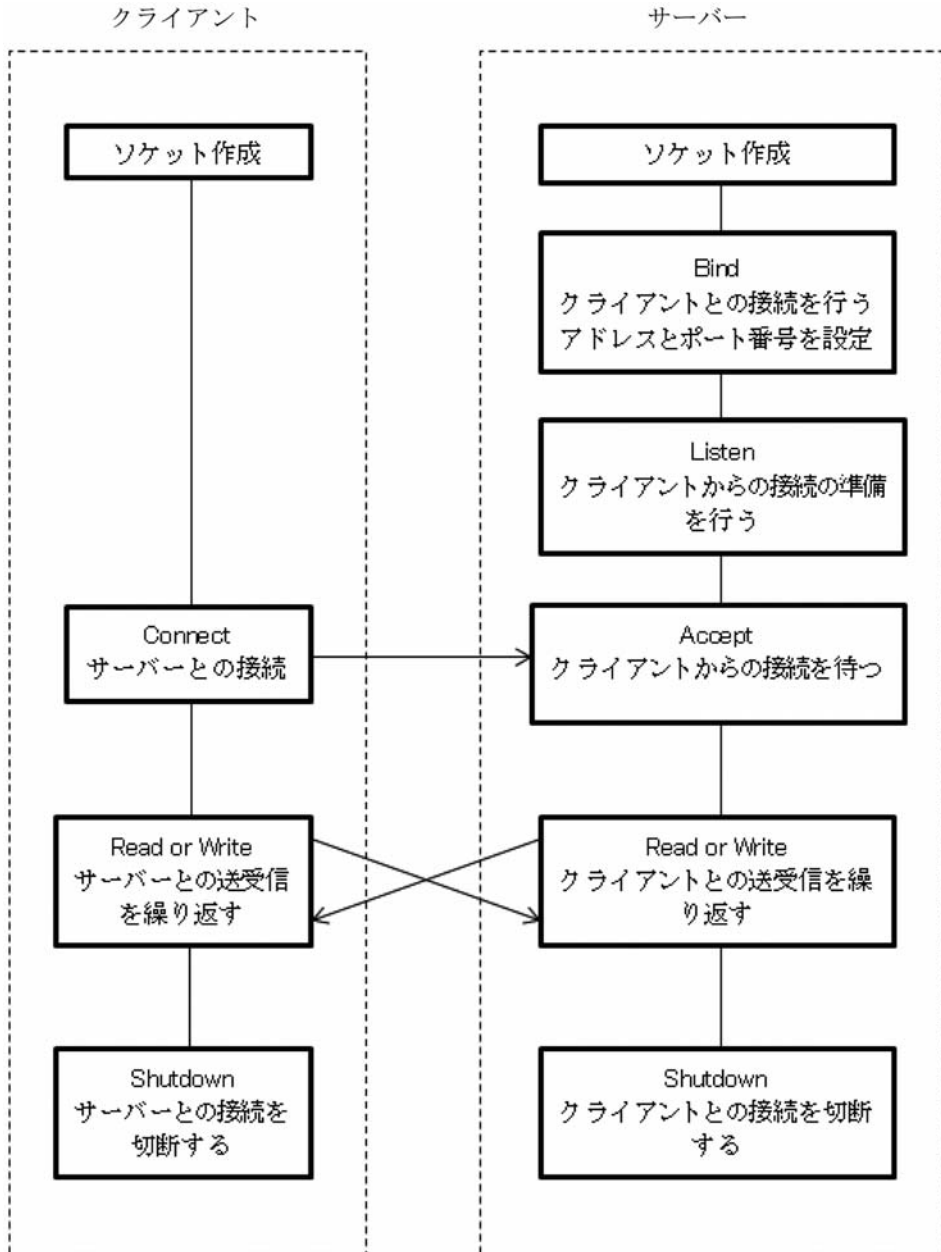 クライアント
サーバー
ソケット作成
Connect
サーバーとの接続
Read or Write
サーバーとの送受信
を繰り返す
Shutdown
サーバーとの接続を
切断する
ソケット作成
Bind
クライアントとの接続を行う
アドレスとポート番号を設定
Listen
クライアントからの接続の準備
を行う
Accept
クライアントからの接続を待つ
Read or Write
クライアントとの送受信を繰
り返す
Shutdown
クライアントとの接続を切断
する